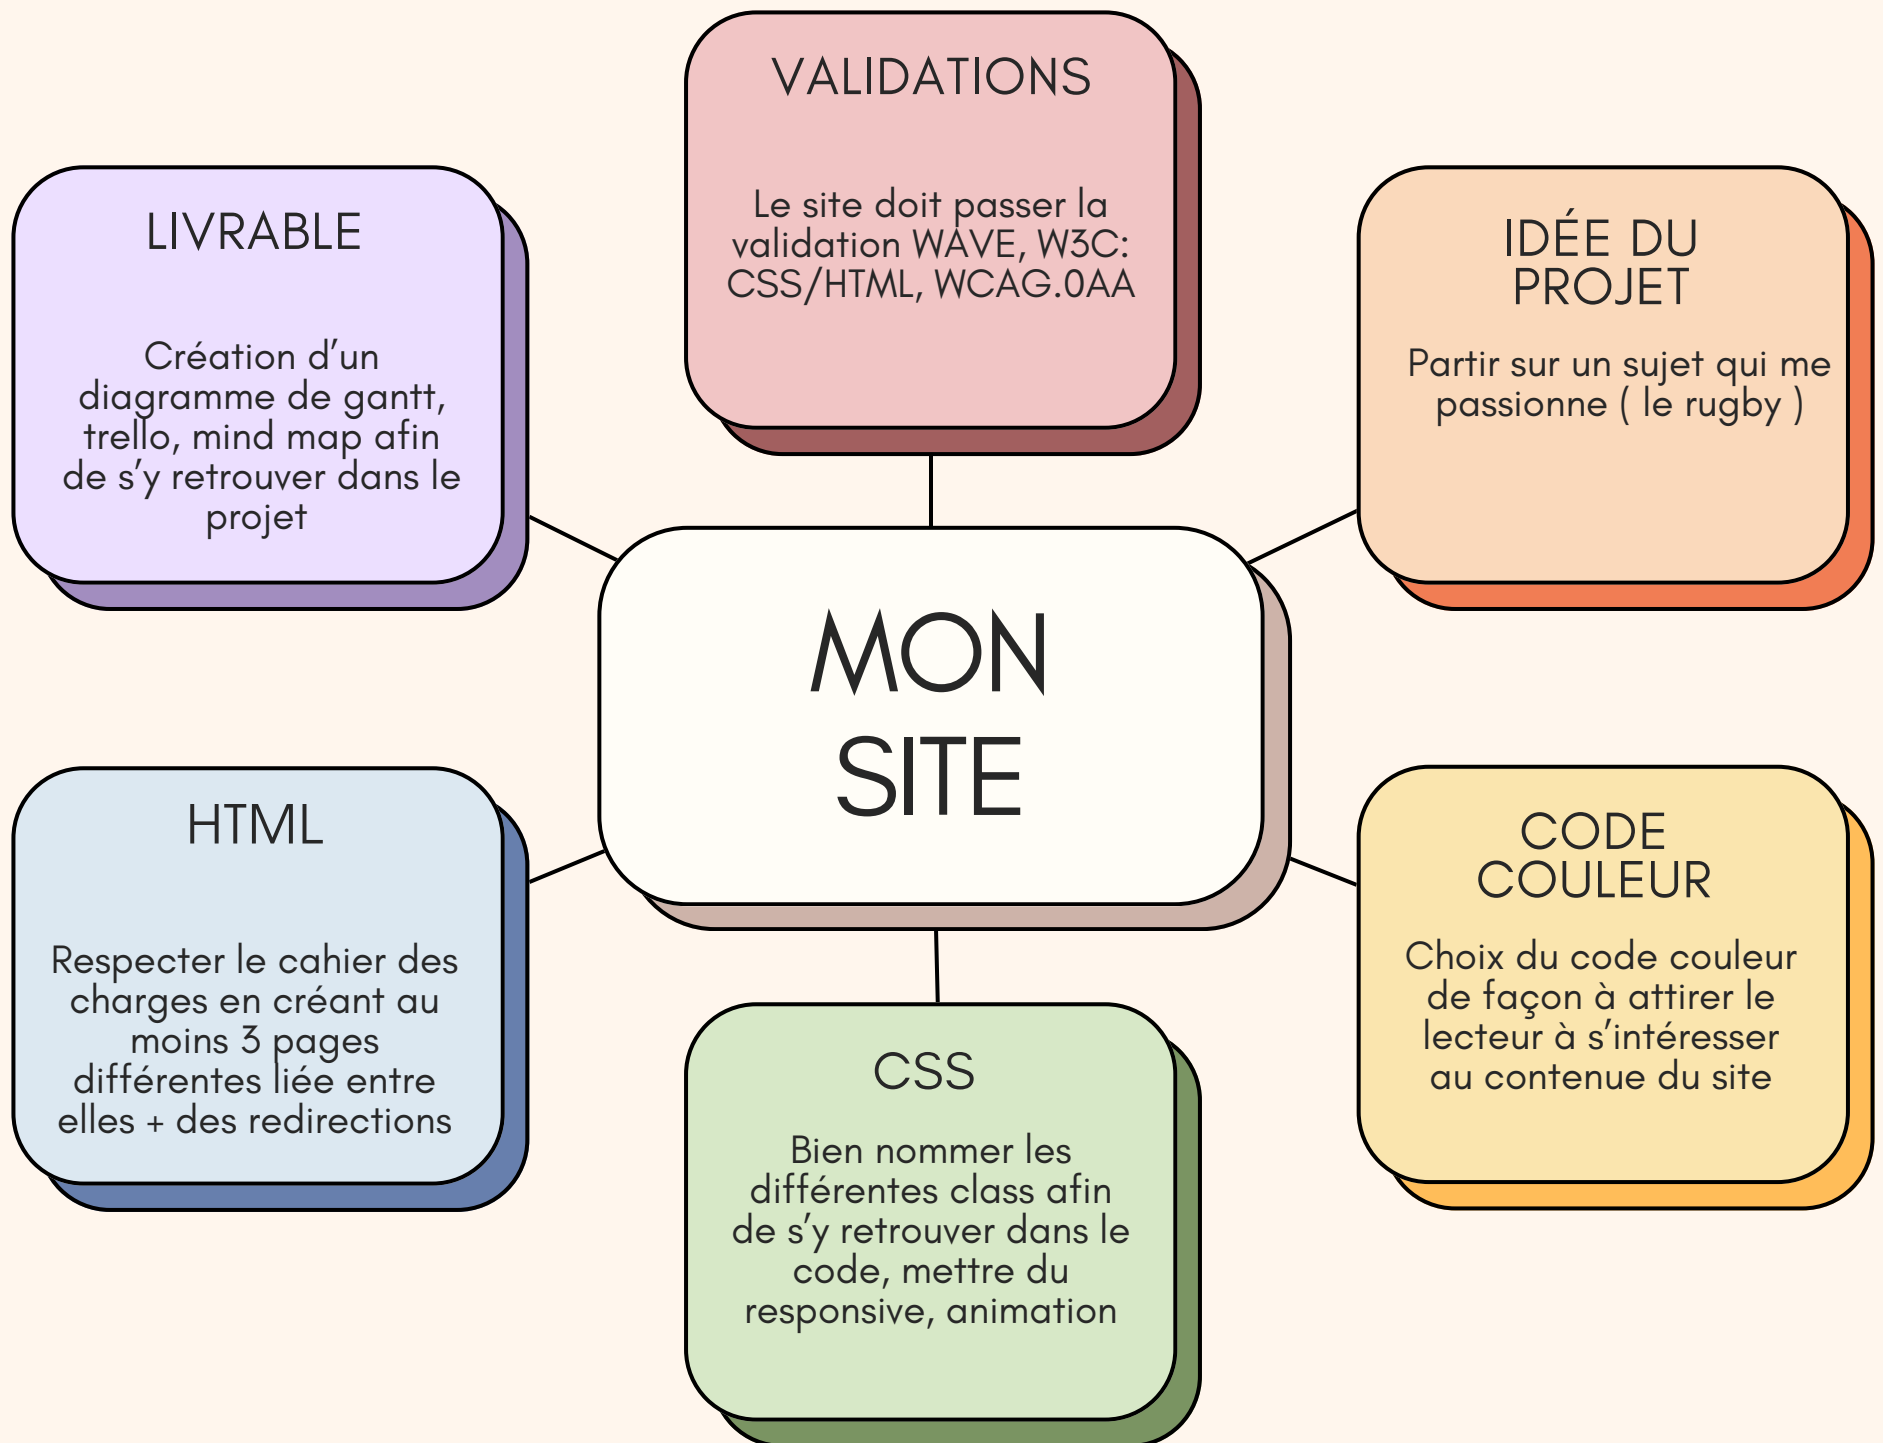 VALIDATIONS
Le site doit passer la
validation WAVE, W3C:
CSS/HTML, WCAG.0AA
LIVRABLE
Création d’un
diagramme de gantt,
trello, mind map afin
de s’y retrouver dans le
projet
IDÉE DU
PROJET
Partir sur un sujet qui me
passionne ( le rugby )
MON
SITE
HTML
Respecter le cahier des
charges en créant au
moins 3 pages
différentes liée entre
elles + des redirections
CODE
COULEUR
Choix du code couleur
de façon à attirer le
lecteur à s’intéresser
au contenue du site
CSS
Bien nommer les
différentes class afin
de s’y retrouver dans le
code, mettre du
responsive, animation